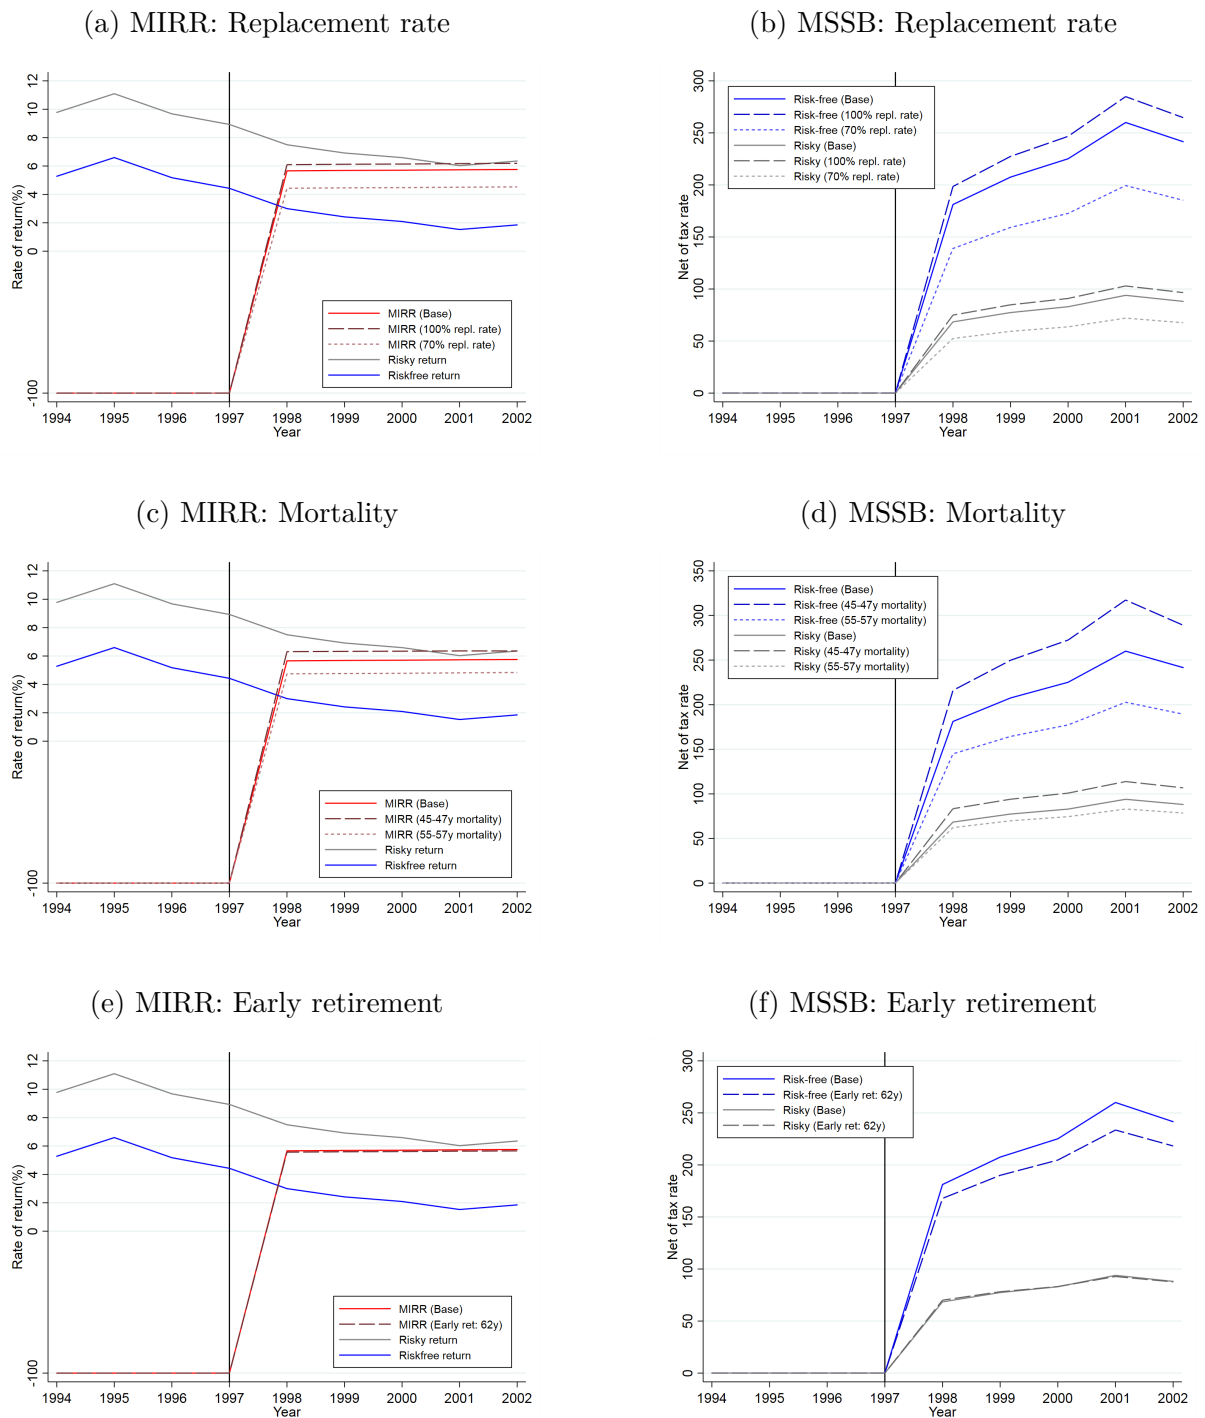 (a) MIRR: Replacement rate
Rate of return(%)
12
10
8
6
4
2
0
-100
MIRR (Base)
MIRR (100% repl. rate)
MIRR (70% repl. rate)
Risky return
Riskfree return
1994 1995 1996 1997 1998 1999 2000 2001 2002
Year
(b) MSSB: Replacement rate
Net of tax rate
300
250
200
150
100
50
0
Risk-free (Base)
Risk-free (100% repl. rate)
Risk-free (70% repl. rate)
Risky (Base)
Risky (100% repl. rate)
Risky (70% repl. rate)
1994 1995 1996 1997 1998 1999 2000 2001 2002
Year
(c) MIRR: Mortality
Rate of return(%)
12
10
8
6
4
2
0
-100
MIRR (Base)
MIRR (45-47y mortality)
MIRR (55-57y mortality)
Risky return
Riskfree return
1994 1995 1996 1997 1998 1999 2000 2001 2002
Year
(d) MSSB: Mortality
Net of tax rate
350
300
250
200
150
100
50
0
Risk-free (Base)
Risk-free (45-47y mortality)
Risk-free (55-57y mortality)
Risky (Base)
Risky (45-47y mortality)
Risky (55-57y mortality)
1994 1995 1996 1997 1998 1999 2000 2001 2002
Year
(e) MIRR: Early retirement
Rate of return(%)
12
10
8
6
4
2
0
-100
MIRR (Base)
MIRR (Early ret: 62y)
Risky return
Riskfree return
1994 1995 1996 1997 1998 1999 2000 2001 2002
Year
(f) MSSB: Early retirement
Net of tax rate
300
250
200
150
100
50
0
Risk-free (Base)
Risk-free (Early ret: 62y)
Risky (Base)
Risky (Early ret: 62y)
1994 1995 1996 1997 1998 1999 2000 2001 2002
Year